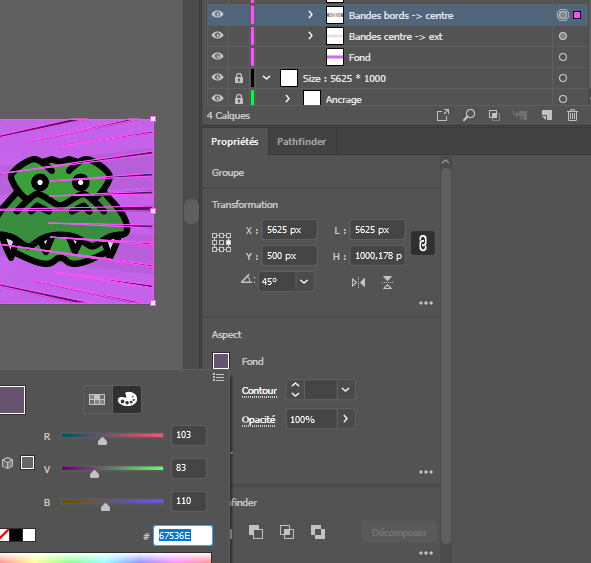 Bandes bords -> centre
Bandes centre -> ext
Fond
Size : 5625 * 1000
Ancrage
4 Calques
Propriétés Pathfinder
Groupe
Transformation
X : 5625 px L : 5625 px
Y : 500 px H : 1000,178 p
45°
Aspect
Fond
Contour
Opacité 100%
R 103
V 83
B 110
finder
# 67536E
Décomposer